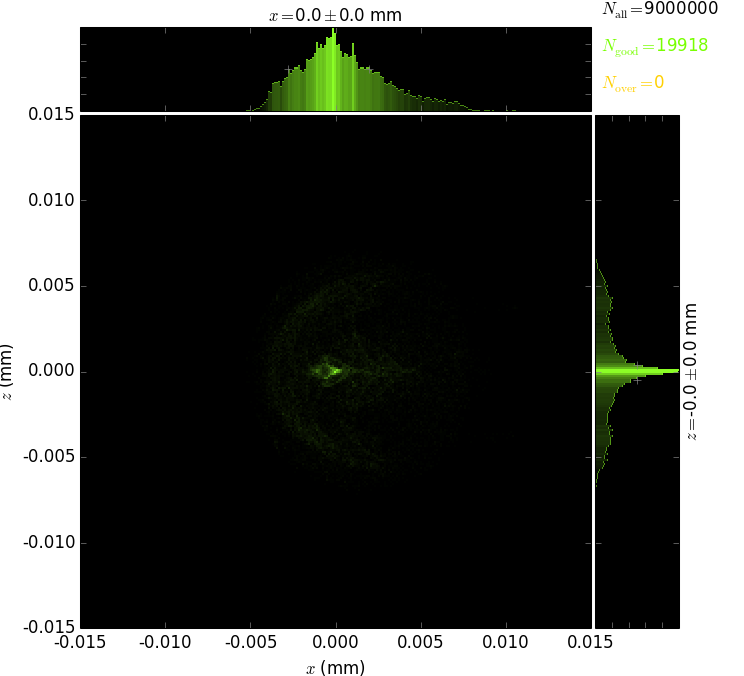 x = 0.0 ± 0.0 mm
N_all = 9000000
N_good = 19918
N_over = 0
0.015
0.010
0.005
0.000
-0.005
-0.010
-0.015
z (mm)
z = -0.0 ± 0.0 mm
-0.015 -0.010 -0.005 0.000 0.005 0.010 0.015
x (mm)